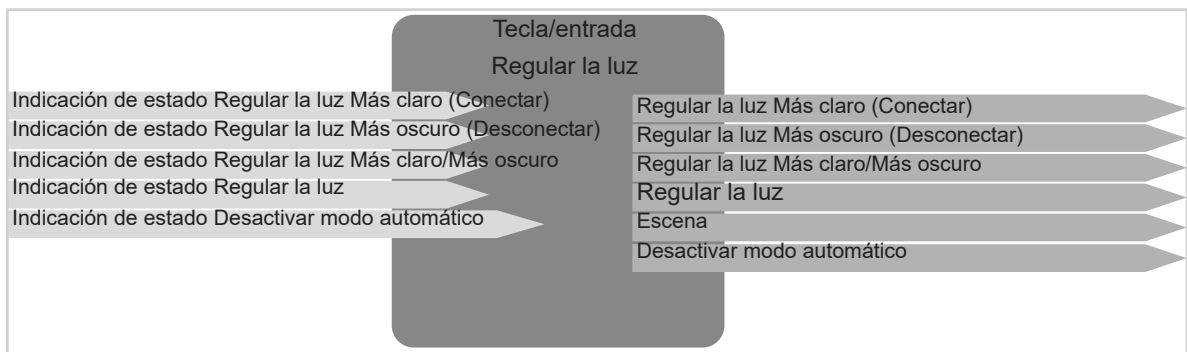 Tecla/entrada
Regular la luz
Indicación de estado Regular la luz Más claro (Conectar)
Indicación de estado Regular la luz Más oscuro (Desconectar)
Indicación de estado Regular la luz Más claro/Más oscuro
Indicación de estado Regular la luz
Indicación de estado Desactivar modo automático
Regular la luz Más claro (Conectar)
Regular la luz Más oscuro (Desconectar)
Regular la luz Más claro/Más oscuro
Regular la luz
Escena
Desactivar modo automático